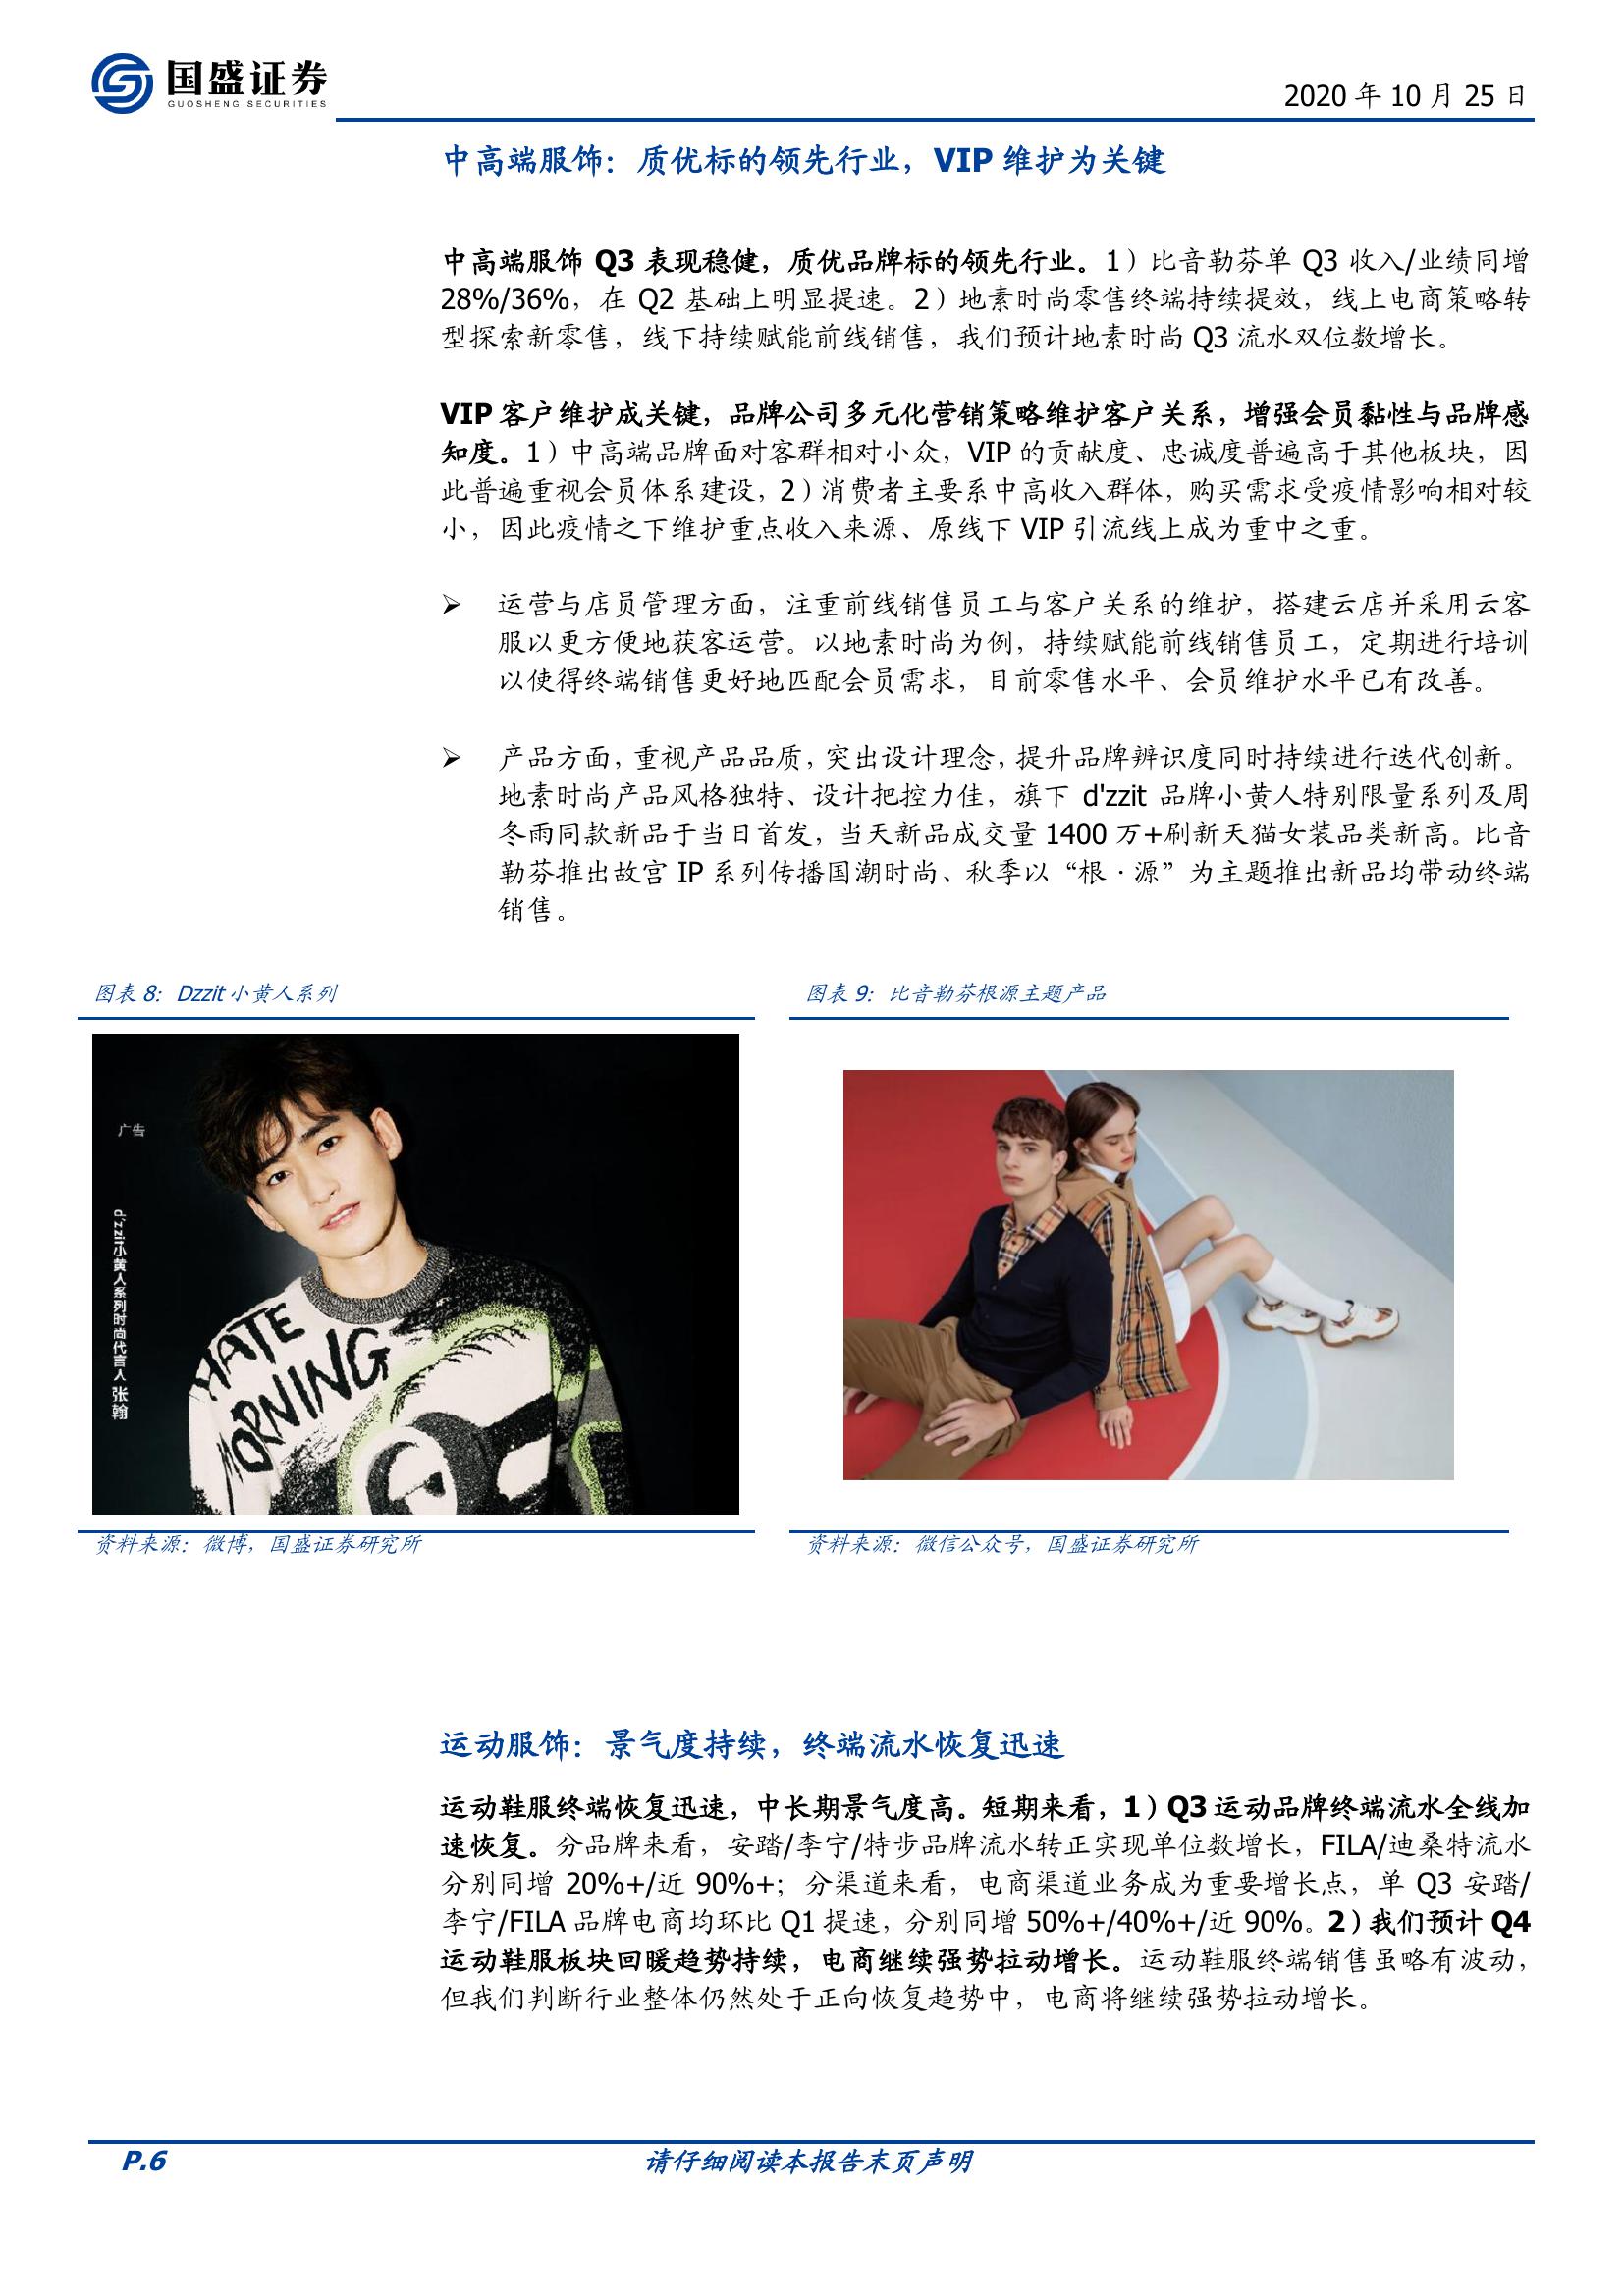 国盛证券
GUOSHENG SECURITIES
2020 年 10 月 25 日
中高端服饰：质优标的领先行业，VIP 维护为关键
中高端服饰 Q3 表现稳健，质优品牌标的领先行业。1）比音勒芬单 Q3 收入/业绩同增
28%/36%，在 Q2 基础上明显提速。2）地素时尚零售终端持续提效，线上电商策略转
型探索新零售，线下持续赋能前线销售，我们预计地素时尚 Q3 流水双位数增长。
VIP 客户维护成关键，品牌公司多元化营销策略维护客户关系，增强会员黏性与品牌感
知度。1）中高端品牌面对客群相对小众，VIP 的贡献度、忠诚度普遍高于其他板块，因
此普遍重视会员体系建设，2）消费者主要系中高收入群体，购买需求受疫情影响相对较
小，因此疫情之下维护重点收入来源、原线下 VIP 引流线上成为重中之重。
➢ 运营与店员管理方面，注重前线销售员工与客户关系的维护，搭建云店并采用云客
服以更方便地获客运营。以地素时尚为例，持续赋能前线销售员工，定期进行培训
以使得终端销售更好地匹配会员需求，目前零售水平、会员维护水平已有改善。
➢ 产品方面，重视产品品质，突出设计理念，提升品牌辨识度同时持续进行迭代创新。
地素时尚产品风格独特、设计把控力佳，旗下 d'zzit 品牌小黄人特别限量系列及周
冬雨同款新品于当日首发，当天新品成交量 1400 万+刷新天猫女装品类新高。比音
勒芬推出故宫 IP 系列传播国潮时尚、秋季以“根·源”为主题推出新品均带动终端
销售。
图表 8：Dzzit 小黄人系列
广告
d'zzit小黄人系列时尚代言人 张翰
HATE
MORNING
资料来源：微博，国盛证券研究所
图表 9：比音勒芬根源主题产品
资料来源：微信公众号，国盛证券研究所
运动服饰：景气度持续，终端流水恢复迅速
运动鞋服终端恢复迅速，中长期景气度高。短期来看，1）Q3 运动品牌终端流水全线加
速恢复。分品牌来看，安踏/李宁/特步品牌流水转正实现单位数增长，FILA/迪桑特流水
分别同增 20%+/近 90%+；分渠道来看，电商渠道业务成为重要增长点，单 Q3 安踏/
李宁/FILA 品牌电商均环比 Q1 提速，分别同增 50%+/40%+/近 90%。2）我们预计 Q4
运动鞋服板块回暖趋势持续，电商继续强势拉动增长。运动鞋服终端销售虽略有波动，
但我们判断行业整体仍然处于正向恢复趋势中，电商将继续强势拉动增长。
P.6
请仔细阅读本报告末页声明